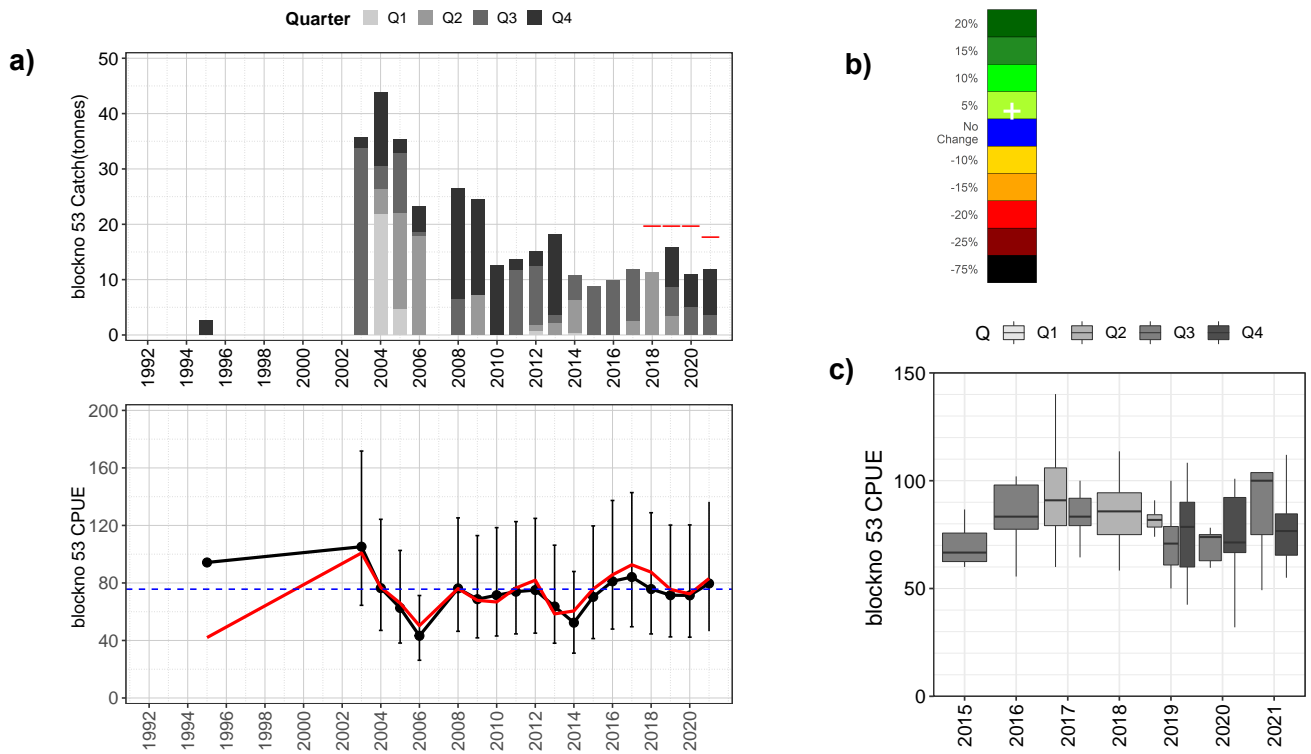 Quarter Q1 Q2 Q3 Q4
a)
blockno 53 Catch(tonnes)
50
40
30
20
10
0
1992 1994 1996 1998 2000 2002 2004 2006 2008 2010 2012 2014 2016 2018 2020
blockno 53 CPUE
200
160
120
80
40
0
1992 1994 1996 1998 2000 2002 2004 2006 2008 2010 2012 2014 2016 2018 2020
b)
20%
15%
10%
5%
No
Change
-10%
-15%
-20%
-25%
-75%
Q Q1 Q2 Q3 Q4
c)
blockno 53 CPUE
150
100
50
0
2015 2016 2017 2018 2019 2020 2021